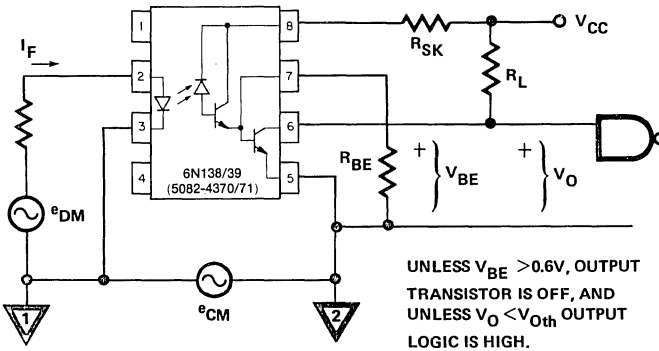 1
8
R_SK
V_CC
I_F
2
7
R_L
3
6
R_BE
+
V_BE
+
V_O
6N138/39
(5082-4370/71)
4
5
e_DM
e_CM
1
2
UNLESS V_BE >0.6V, OUTPUT
TRANSISTOR IS OFF, AND
UNLESS V_O <V_Oth OUTPUT
LOGIC IS HIGH.